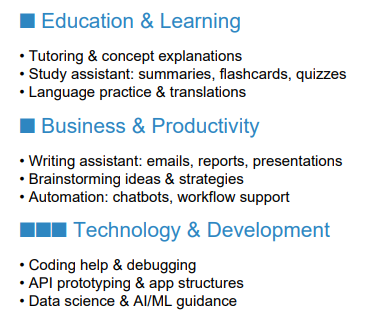 ■ Education & Learning
• Tutoring & concept explanations
• Study assistant: summaries, flashcards, quizzes
• Language practice & translations
■ Business & Productivity
• Writing assistant: emails, reports, presentations
• Brainstorming ideas & strategies
• Automation: chatbots, workflow support
■■■ Technology & Development
• Coding help & debugging
• API prototyping & app structures
• Data science & AI/ML guidance